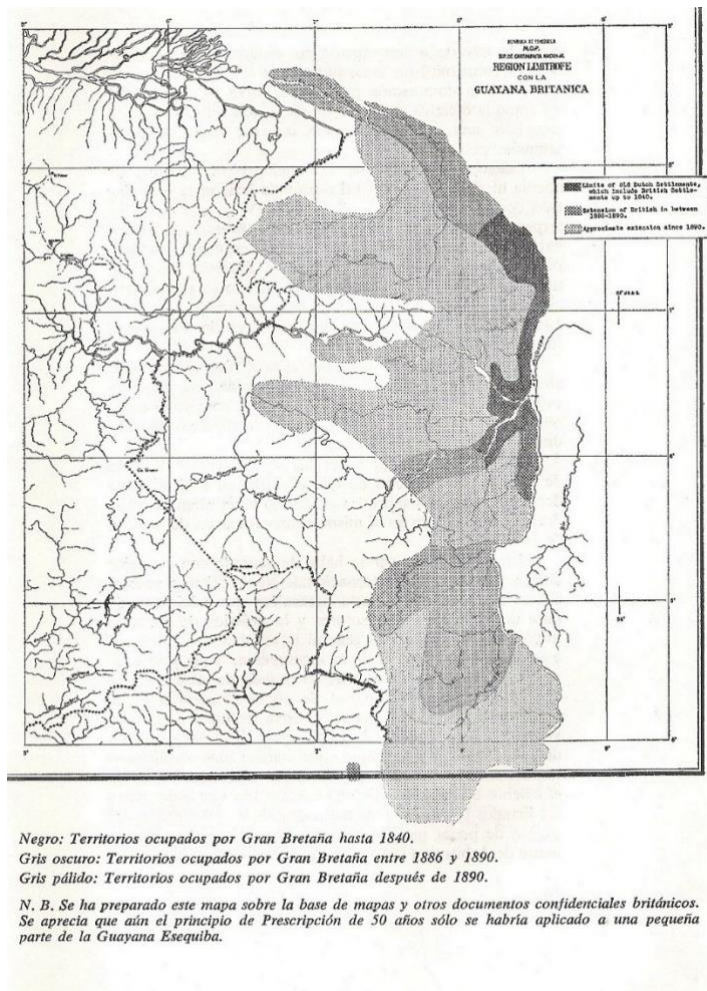 M.O.P.
REGION LIMITROFE
CON LA
GUAYANA BRITANICA
Limits of Old Dutch Settlements,
which include British Settle-
ments up to 1840.
Extension of British in between
1886-1890.
Approximate extension since 1890.
Negro: Territorios ocupados por Gran Bretaña hasta 1840.
Gris oscuro: Territorios ocupados por Gran Bretaña entre 1886 y 1890.
Gris pálido: Territorios ocupados por Gran Bretaña después de 1890.
N. B. Se ha preparado este mapa sobre la base de mapas y otros documentos confidenciales británicos.
Se aprecia que aún el principio de Prescripción de 50 años sólo se habría aplicado a una pequeña
parte de la Guayana Esequiba.